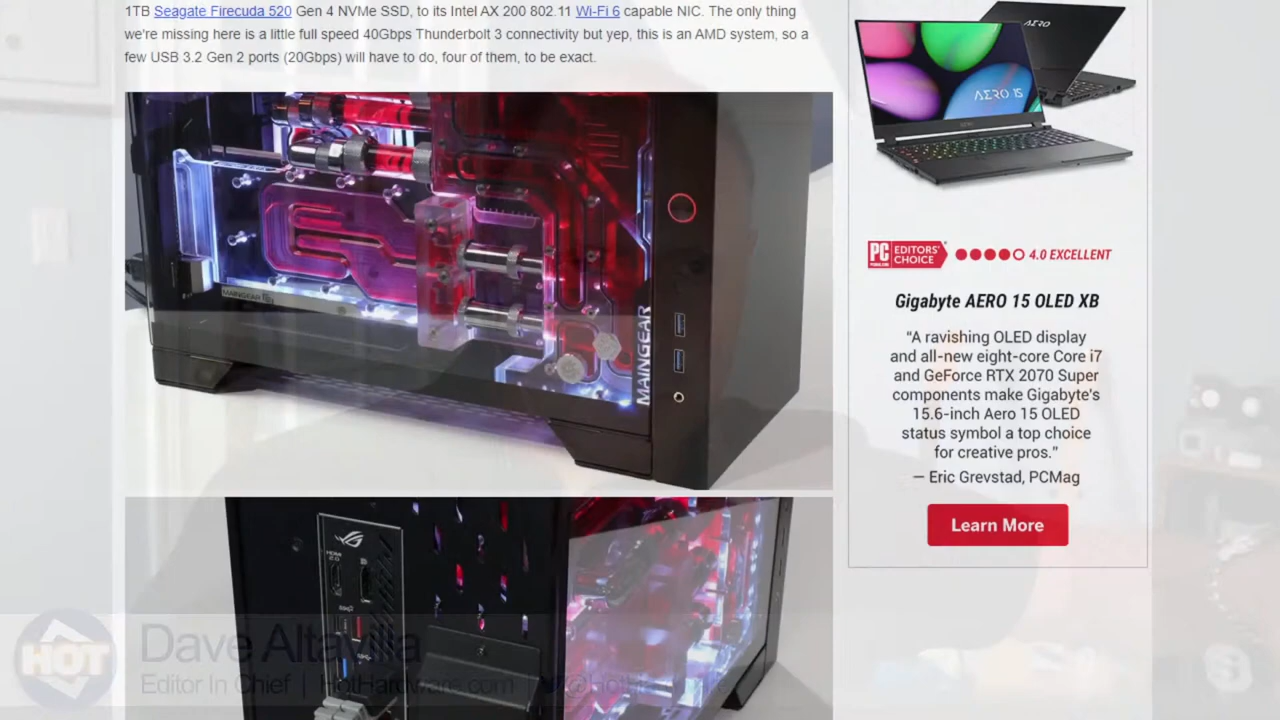 1TB Seagate Firecuda 520 Gen 4 NVMe SSD, to its Intel AX 200 802.11 Wi-Fi 6 capable NIC. The only thing
we're missing here is a little full speed 40Gbps Thunderbolt 3 connectivity but yep, this is an AMD system, so a
few USB 3.2 Gen 2 ports (20Gbps) will have to do, four of them, to be exact.
MAINGEAR
MAINGEAR
HDMI
2.0
AERO
AERO 15
PC
EDITORS'
CHOICE
4.0 EXCELLENT
Gigabyte AERO 15 OLED XB
“A ravishing OLED display
and all-new eight-core Core i7
and GeForce RTX 2070 Super
components make Gigabyte's
15.6-inch Aero 15 OLED
status symbol a top choice
for creative pros.”
— Eric Grevstad, PCMag
Learn More
HOT
Dave Altavilla
Editor In Chief | HotHardware.com |